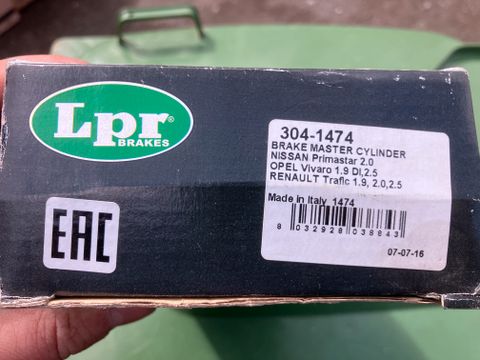 Lpr
BRAKES
304-1474
BRAKE MASTER CYLINDER
NISSAN Primastar 2.0
OPEL Vivaro 1.9 DI,2.5
RENAULT Trafic 1.9, 2.0,2.5
Made in Italy 1474
8 032928 038843
07-07-16
EAC